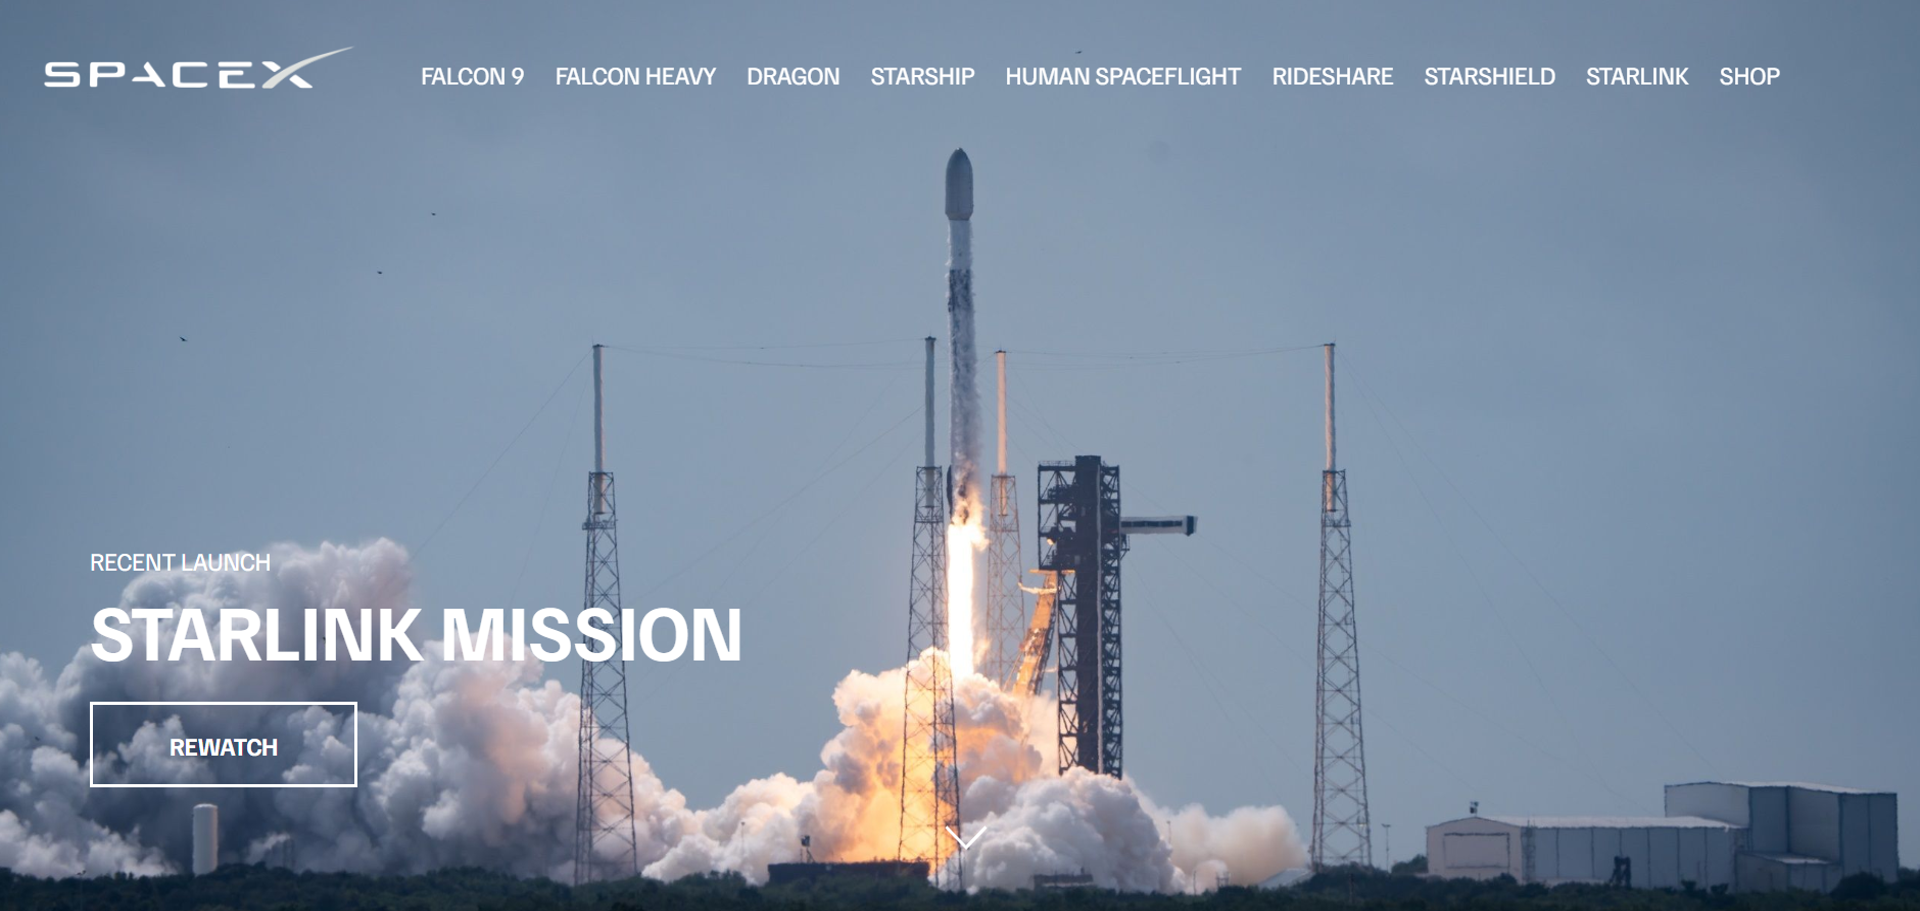 SPACEX
FALCON 9 FALCON HEAVY DRAGON STARSHIP HUMAN SPACEFLIGHT RIDESHARE STARSHIELD STARLINK SHOP
RECENT LAUNCH
STARLINK MISSION
REWATCH